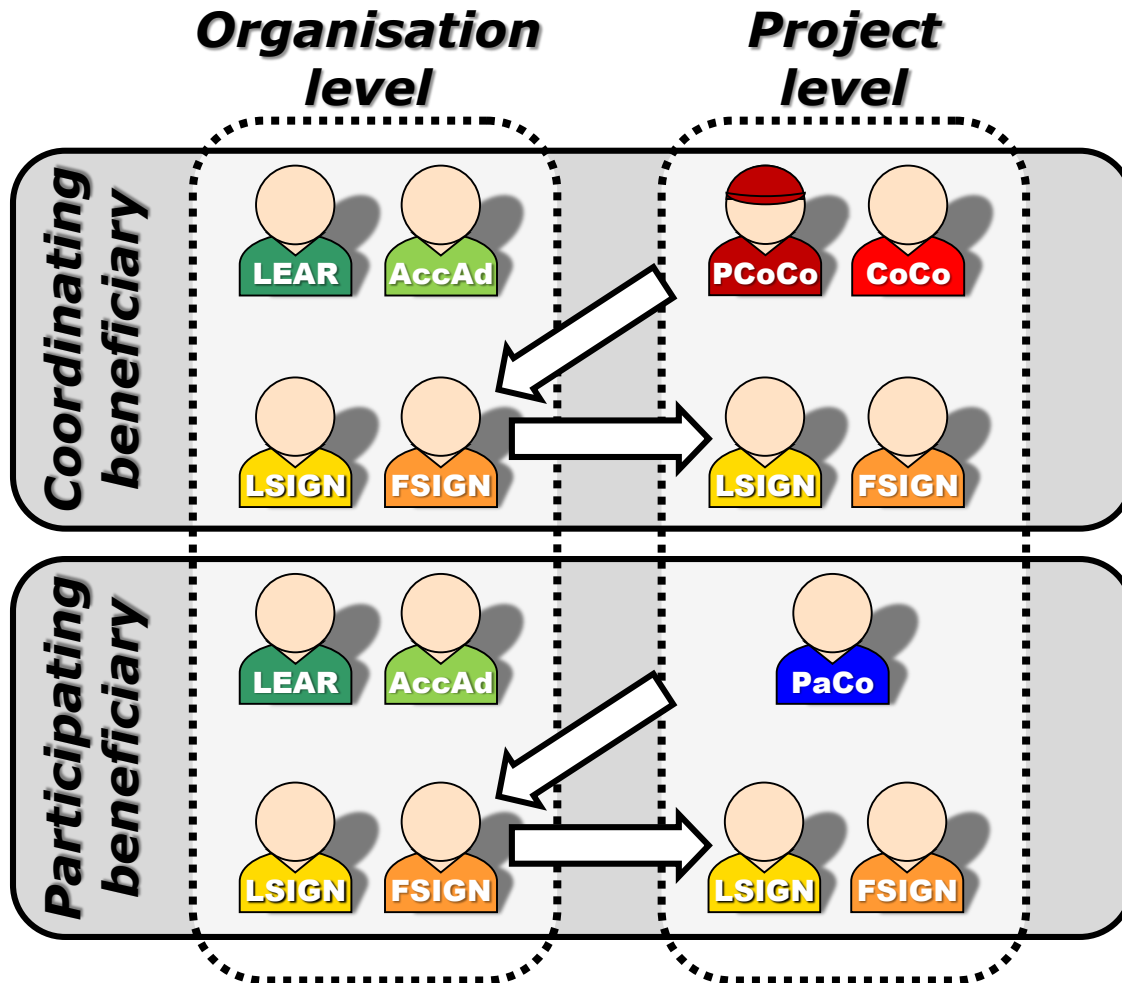 Organisation
level
Project
level
Coordinating
beneficiary
LEAR AccAd PCoCo CoCo
LSIGN FSIGN LSIGN FSIGN
Participating
beneficiary
LEAR AccAd PaCo
LSIGN FSIGN LSIGN FSIGN